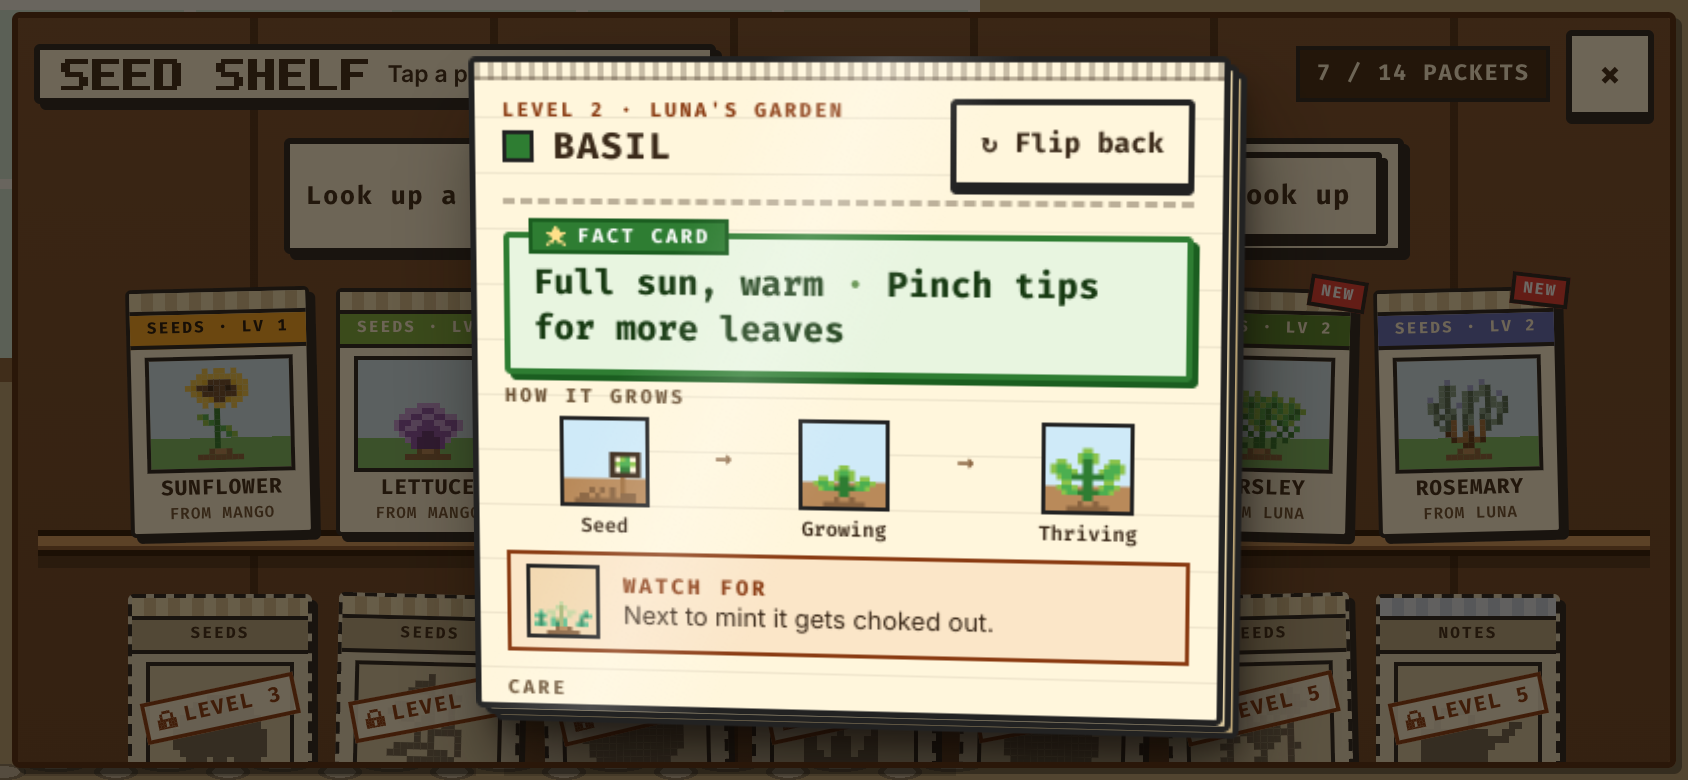 SEED SHELF Tap a p
7 / 14 PACKETS
×
Look up a
ook up
LEVEL 2 · LUNA'S GARDEN
BASIL
↻ Flip back
FACT CARD
Full sun, warm · Pinch tips
for more leaves
HOW IT GROWS
→ →
Seed Growing Thriving
WATCH FOR
Next to mint it gets choked out.
CARE
SEEDS · LV 1
SUNFLOWER
FROM MANGO
SEEDS · LV
LETTUCE
FROM MANGO
NEW
S · LV 2
RSLEY
M LUNA
NEW
SEEDS · LV 2
ROSEMARY
FROM LUNA
SEEDS
LEVEL 3
SEEDS
LEVEL
EEDS
EVEL 5
NOTES
LEVEL 5